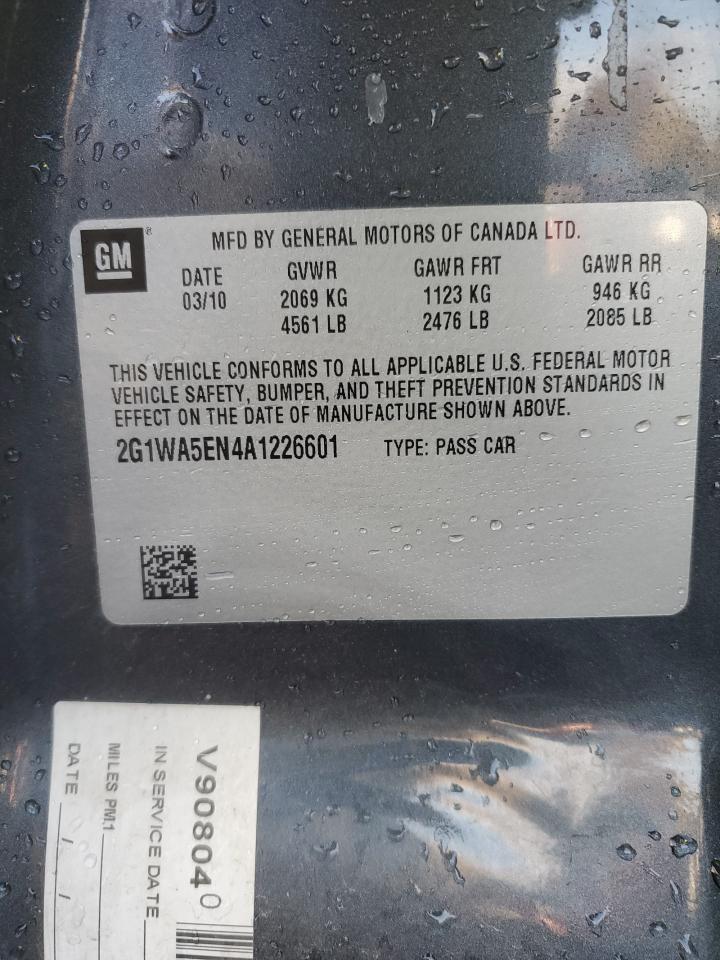 GM ®
MFD BY GENERAL MOTORS OF CANADA LTD.
DATE GVWR GAWR FRT GAWR RR
03/10 2069 KG 1123 KG 946 KG
4561 LB 2476 LB 2085 LB
THIS VEHICLE CONFORMS TO ALL APPLICABLE U.S. FEDERAL MOTOR
VEHICLE SAFETY, BUMPER, AND THEFT PREVENTION STANDARDS IN
EFFECT ON THE DATE OF MANUFACTURE SHOWN ABOVE.
2G1WA5EN4A1226601 TYPE: PASS CAR
V908040
IN SERVICE DATE
MILES PM.1
DATE / /